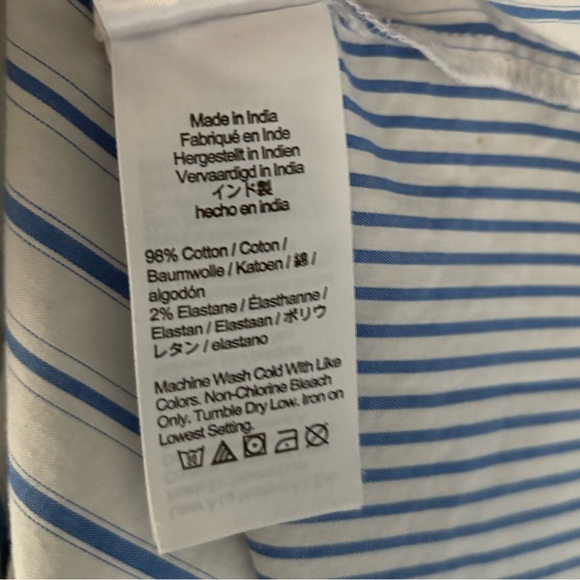 Made in India
Fabriqué en Inde
Hergestellt in Indien
Vervaardigd in India
インド製
hecho en india
98% Cotton / Coton /
Baumwolle / Katoen / 綿 /
algodón
2% Elastane / Élasthanne /
Elastan / Elastaan / ポリウ
レタン / elastano
Machine Wash Cold With Like
Colors. Non-Chlorine Bleach
Only. Tumble Dry Low. Iron on
Lowest Setting.
30